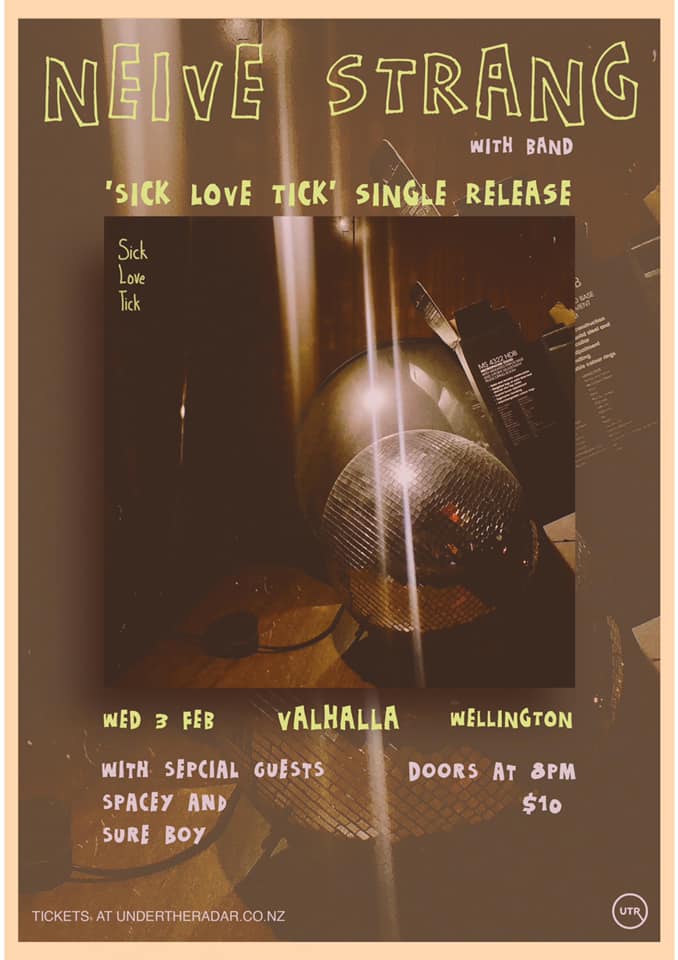 NEIVE STRANG
WITH BAND
'SICK LOVE TICK' SINGLE RELEASE
Sick
Love
Tick
MS 4322 HDB
WED 3 FEB VALHALLA WELLINGTON
WITH SEPCIAL GUESTS DOORS AT 8PM
SPACEY AND $10
SURE BOY
TICKETS AT UNDERTHERADAR.CO.NZ
UTR